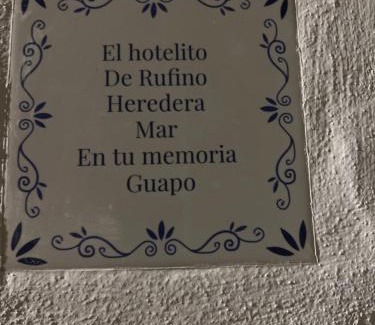 El hotelito
De Rufino
Heredera
Mar
En tu memoria
Guapo